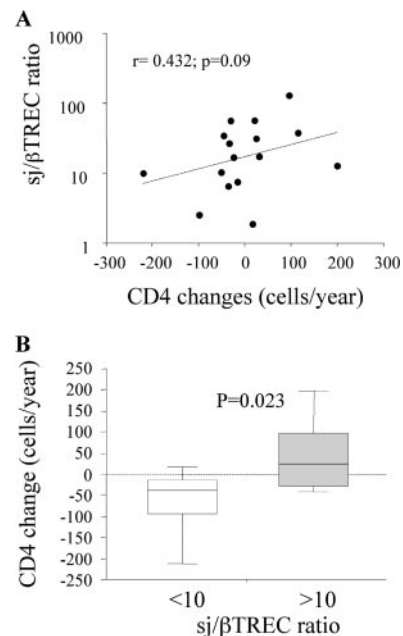 A
1000
r= 0.432; p=0.09
100
10
1
sj/βTREC ratio
-300 -200 -100 0 100 200 300
CD4 changes (cells/year)
B
250
200
P=0.023
150
100
50
0
-50
-100
-150
-200
-250
CD4 change (cells/year)
<10 >10
sj/βTREC ratio